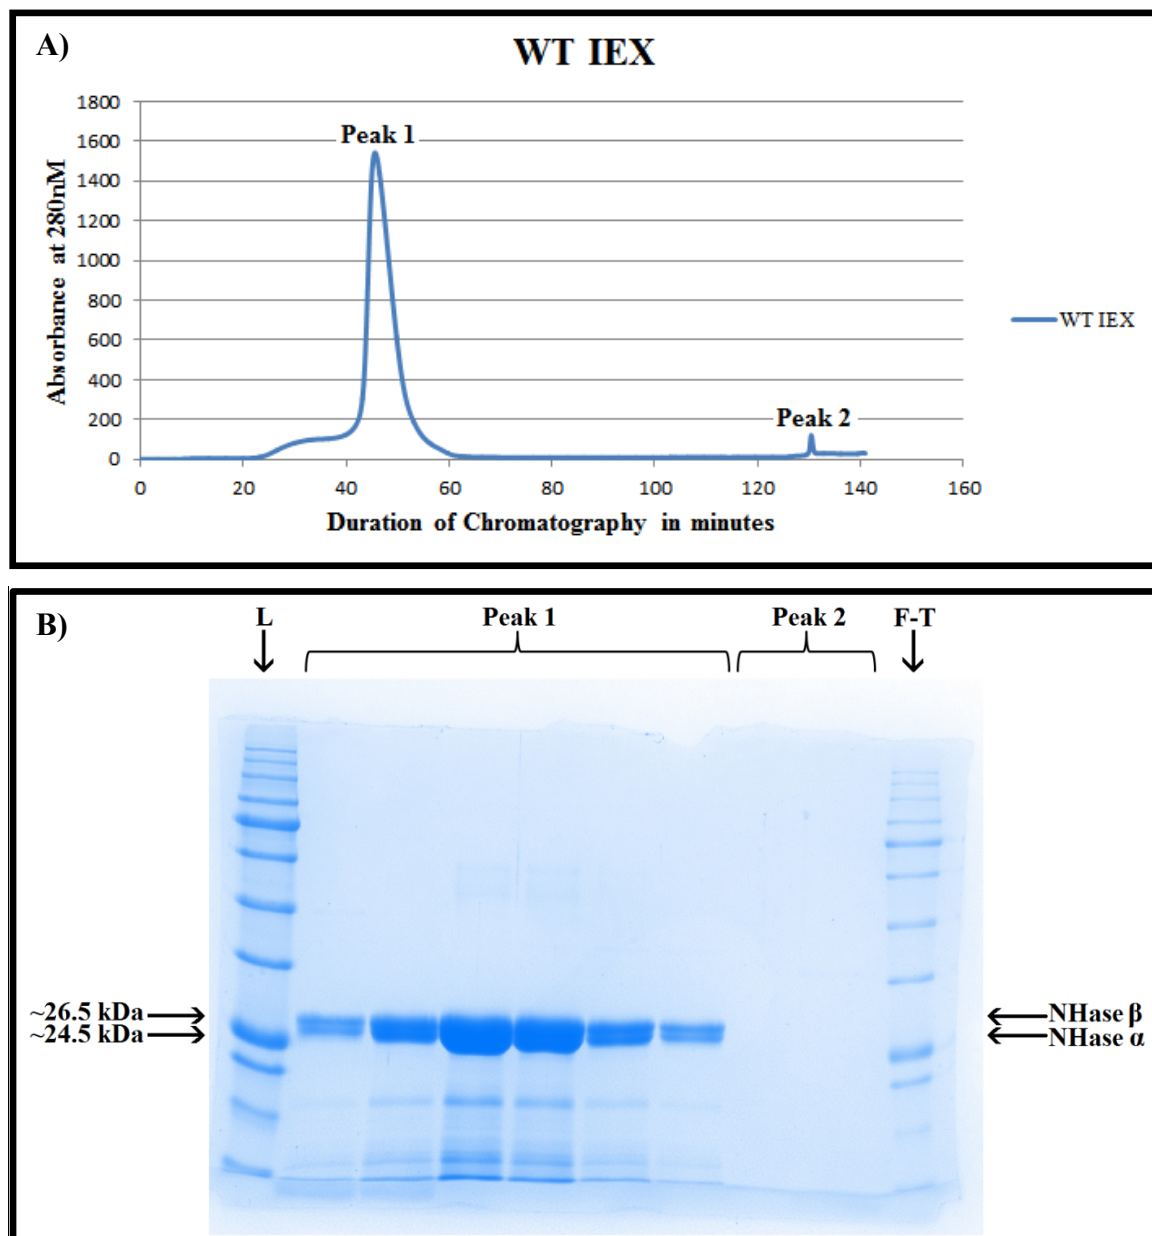 A)
WT IEX
1800
1600
1400
1200
1000
800
600
400
200
0
Absorbance at 280nM
Peak 1
Peak 2
WT IEX
0 20 40 60 80 100 120 140 160
Duration of Chromatography in minutes
B)
L Peak 1 Peak 2 F-T
~26.5 kDa NHase β
~24.5 kDa NHase α